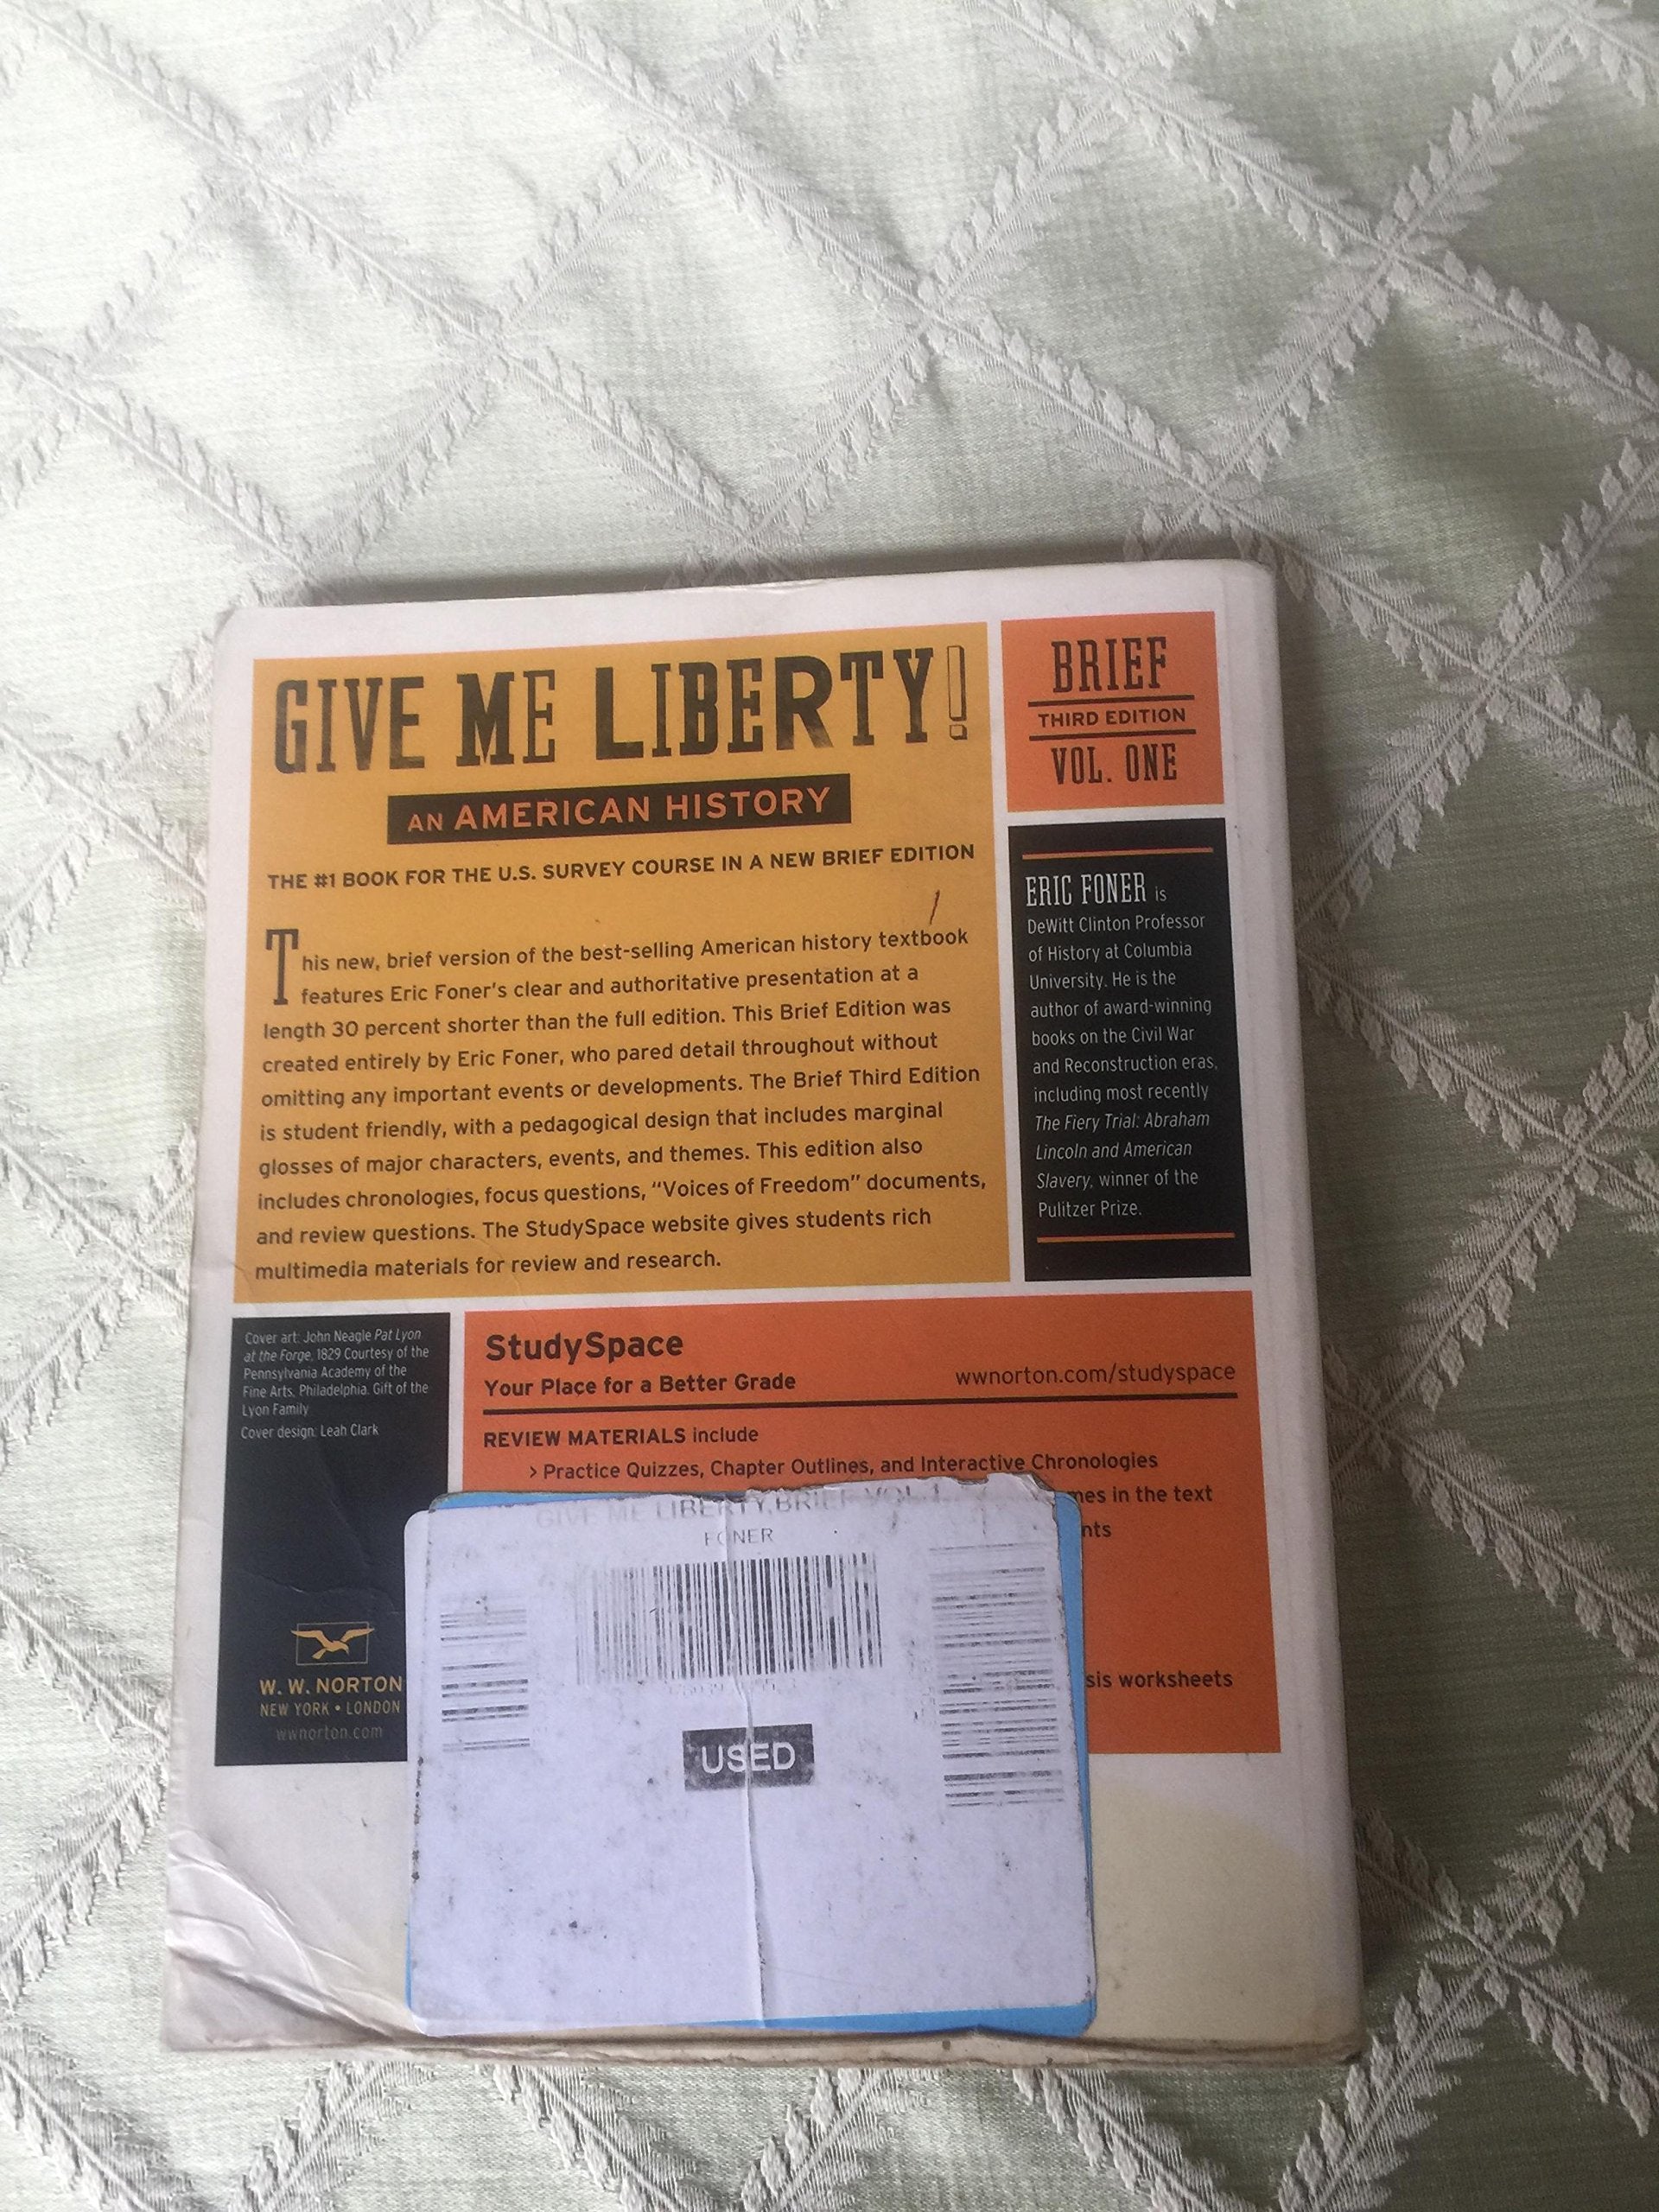 GIVE ME LIBERTY!
AN AMERICAN HISTORY
THE #1 BOOK FOR THE U.S. SURVEY COURSE IN A NEW BRIEF EDITION
This new, brief version of the best-selling American history textbook
features Eric Foner's clear and authoritative presentation at a
length 30 percent shorter than the full edition. This Brief Edition was
created entirely by Eric Foner, who pared detail throughout without
omitting any important events or developments. The Brief Third Edition
is student friendly, with a pedagogical design that includes marginal
glosses of major characters, events, and themes. This edition also
includes chronologies, focus questions, “Voices of Freedom” documents,
and review questions. The StudySpace website gives students rich
multimedia materials for review and research.
BRIEF
THIRD EDITION
VOL. ONE
ERIC FONER is
DeWitt Clinton Professor
of History at Columbia
University. He is the
author of award-winning
books on the Civil War
and Reconstruction eras,
including most recently
The Fiery Trial: Abraham
Lincoln and American
Slavery, winner of the
Pulitzer Prize.
Cover art: John Neagle Pat Lyon
at the Forge, 1829 Courtesy of the
Pennsylvania Academy of the
Fine Arts, Philadelphia. Gift of the
Lyon Family
Cover design: Leah Clark
W. W. NORTON
NEW YORK • LONDON
wwnorton.com
StudySpace
Your Place for a Better Grade
wwnorton.com/studyspace
REVIEW MATERIALS include
> Practice Quizzes, Chapter Outlines, and Interactive Chronologies
mes in the text
nts
sis worksheets
GIVE ME LIBERTY,BRIEF-VOL.1
FONER
USED